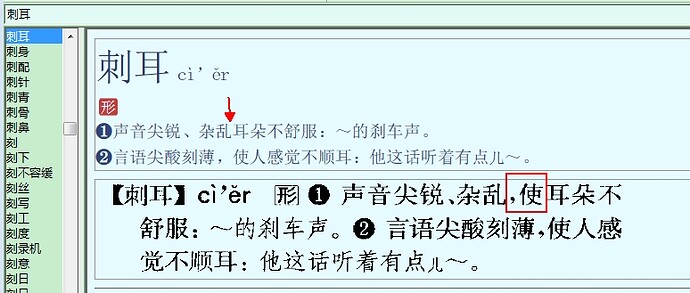 刺耳
刺耳
刺身
刺配
刺针
刺青
刺骨
刺鼻
刻
刻下
刻不容缓
刻丝
刻写
刻工
刻度
刻录机
刻意
刻日
刺耳 cì’ěr
形
❶声音尖锐、杂乱耳朵不舒服：～的刹车声。
❷言语尖酸刻薄，使人感觉不顺耳：他这话听着有点儿～。
【刺耳】cì’ěr 形 ❶ 声音尖锐、杂乱，使耳朵不
舒服：～的刹车声。❷ 言语尖酸刻薄，使人感
觉不顺耳：他这话听着有点儿～。